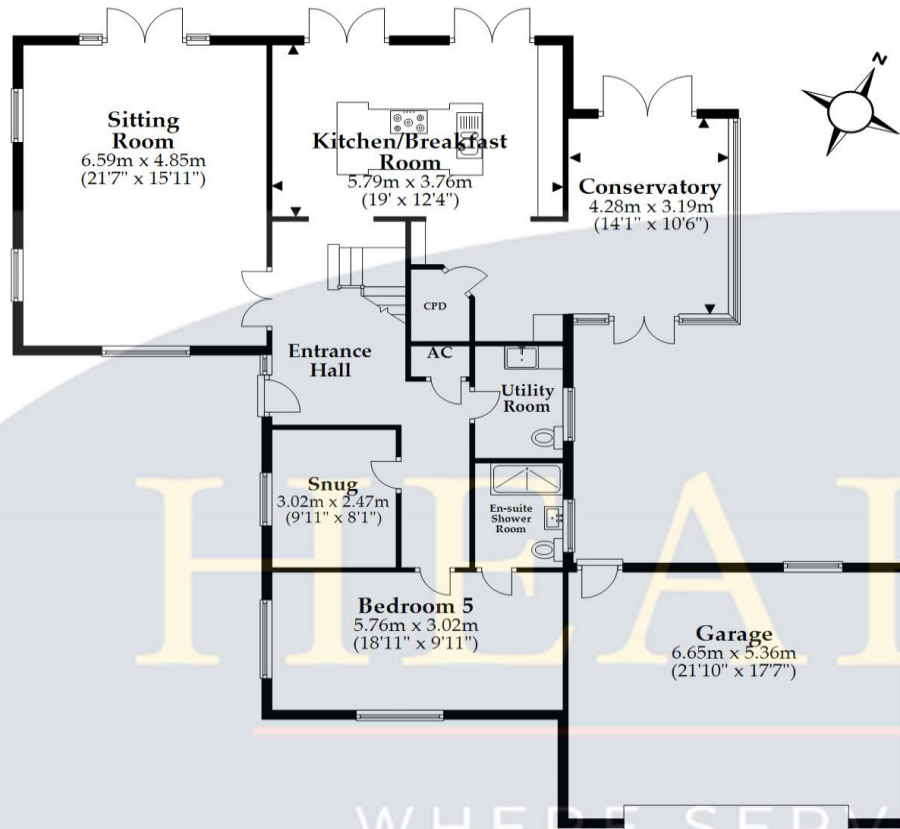 N
Sitting
Room
6.59m x 4.85m
(21'7" x 15'11")
Kitchen/Breakfast
Room
5.79m x 3.76m
(19' x 12'4")
Conservatory
4.28m x 3.19m
(14'1" x 10'6")
CPD
Entrance
Hall
AC
Utility
Room
Snug
3.02m x 2.47m
(9'11" x 8'1")
En-suite
Shower
Room
Bedroom 5
5.76m x 3.02m
(18'11" x 9'11")
Garage
6.65m x 5.36m
(21'10" x 17'7")
HEAL
WHERE SERV